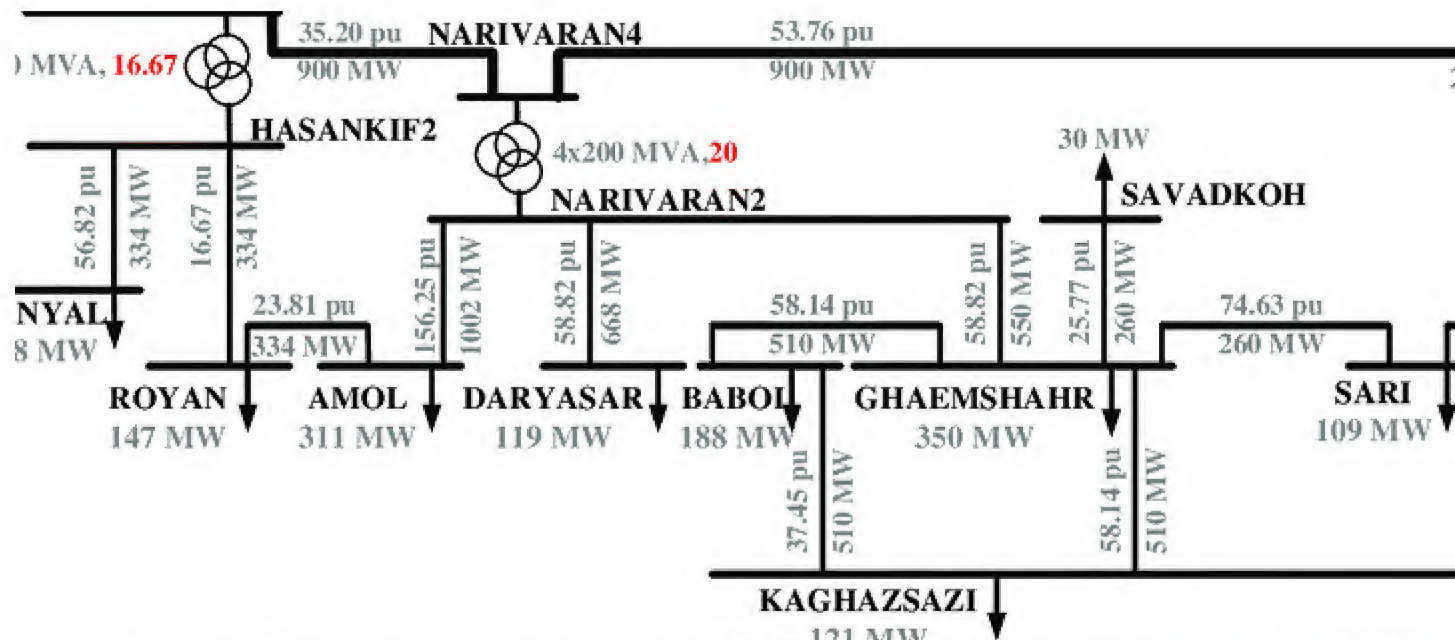 35.20 pu
NARIVARAN4
53.76 pu
MVA, 16.67
900 MW
900 MW
HASANKIF2
4x200 MVA,20
30 MW
NARIVARAN2
SAVADKOH
56.82 pu
334 MW
16.67 pu
334 MW
156.25 pu
1002 MW
58.82 pu
668 MW
58.82 pu
550 MW
25.77 pu
260 MW
NYAL
8 MW
23.81 pu
334 MW
58.14 pu
510 MW
74.63 pu
260 MW
ROYAN
147 MW
AMOL
311 MW
DARYASAR
119 MW
BABOL
188 MW
GHAEMSHAHR
350 MW
SARI
109 MW
37.45 pu
510 MW
58.14 pu
510 MW
KAGHAZSAZI
121 MW